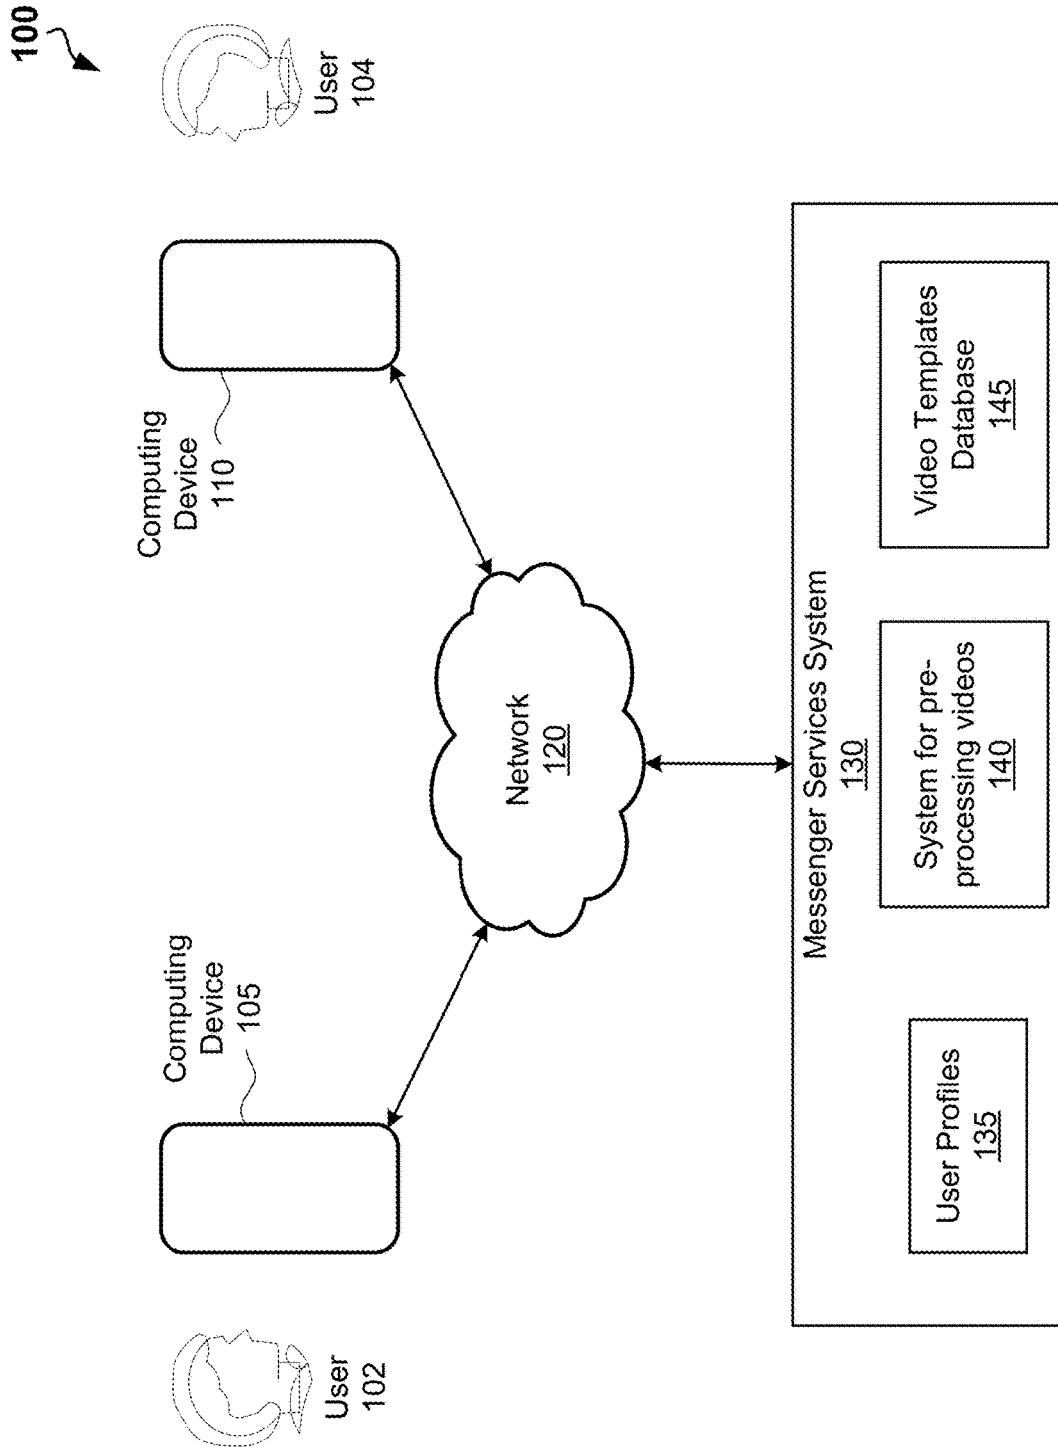 100
User
102
Computing
Device
105
Computing
Device
110
User
104
Network
120
Messenger Services System
130
User Profiles
135
System for pre-
processing videos
140
Video Templates
Database
145